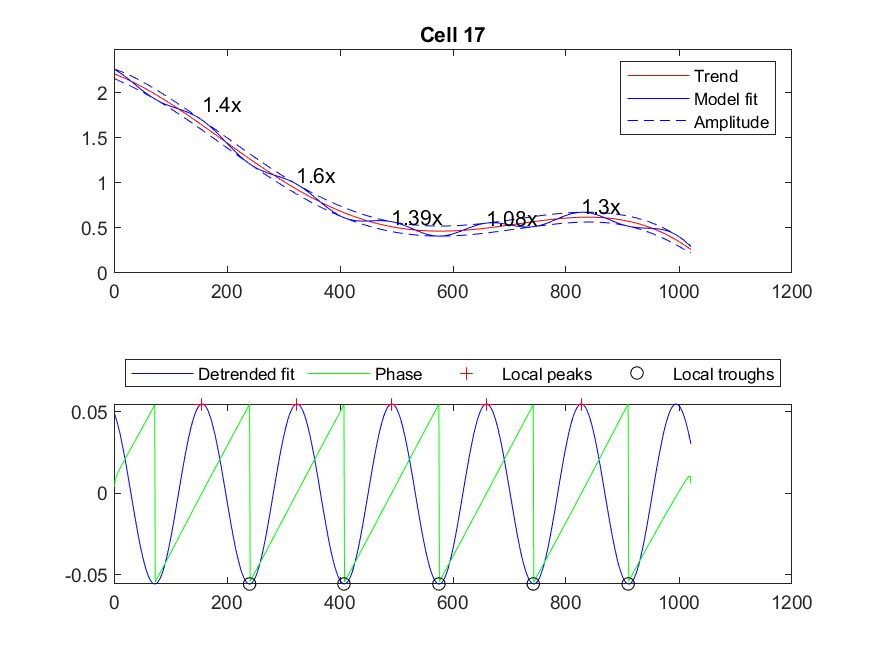 Cell 17
Trend
Model fit
Amplitude
2
1.5
1
0.5
0
1.4x
1.6x
1.39x
1.08x
1.3x
0 200 400 600 800 1000 1200
Detrended fit Phase Local peaks Local troughs
0.05
0
-0.05
0 200 400 600 800 1000 1200